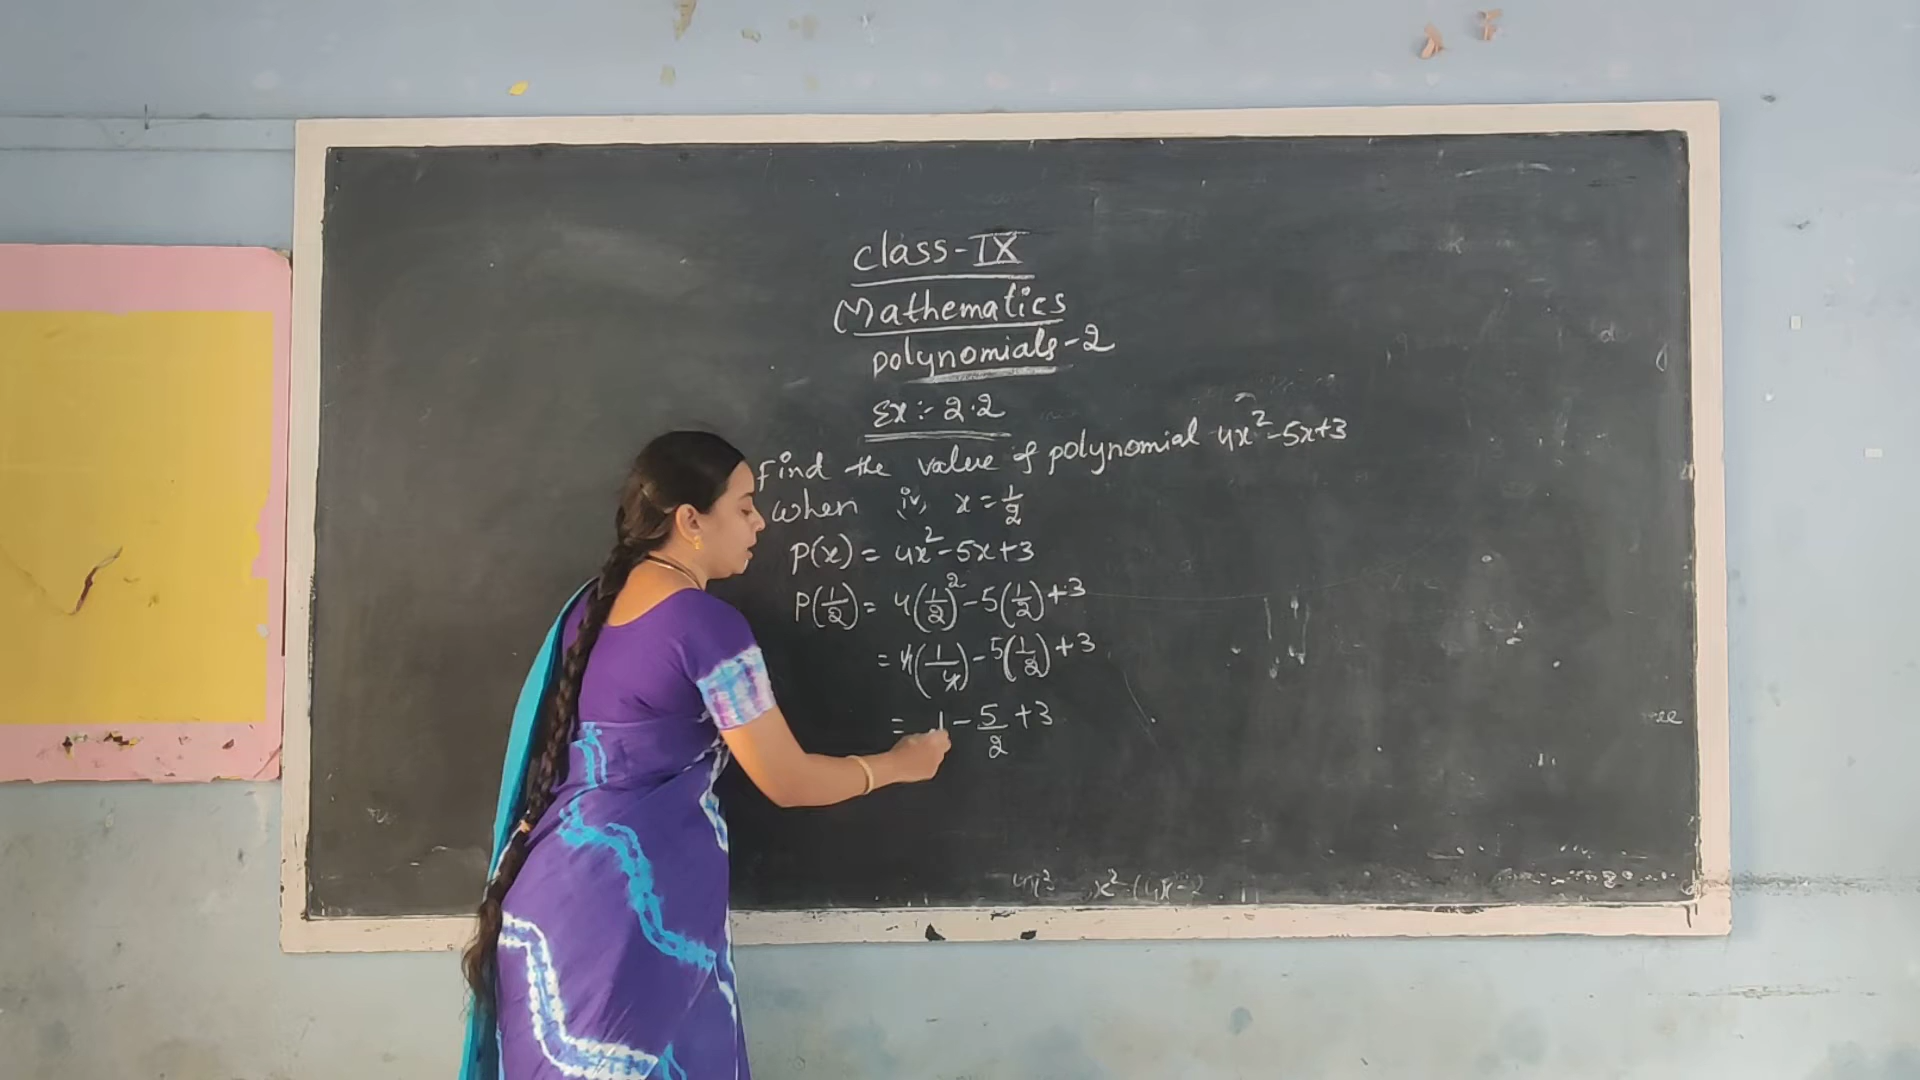 class-IX
Mathematics
polynomials-2
Ex:- 2.2
Find the value of polynomial 4x²-5x+3
when iv, x = 1/2
P(x) = 4x²-5x+3
P(1/2) = 4(1/2)²-5(1/2)+3
= 4(1/4)-5(1/2)+3
= 1 - 5/2 +3